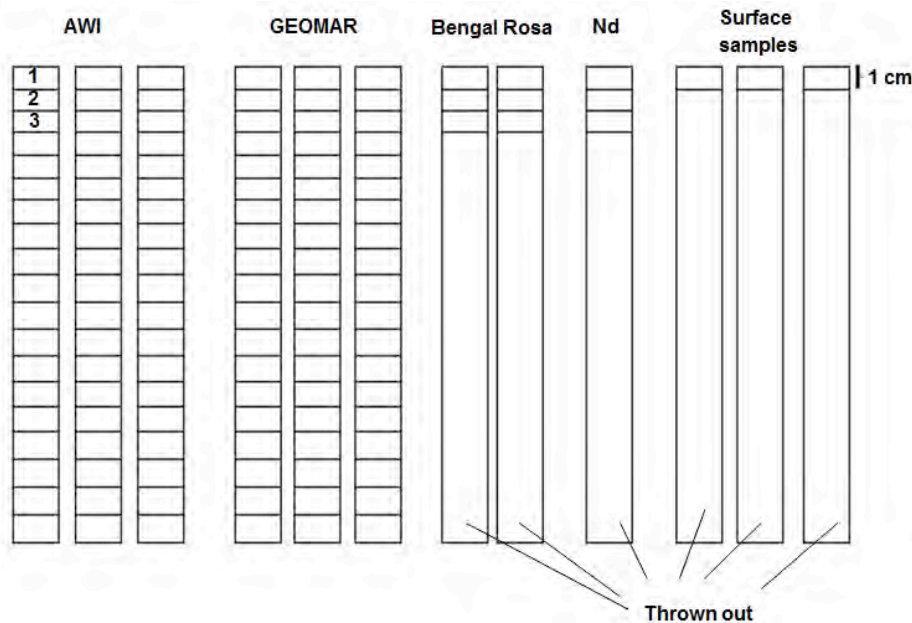 AWI
GEOMAR
Bengal Rosa
Nd
Surface
samples
1
2
3
1 cm
Thrown out